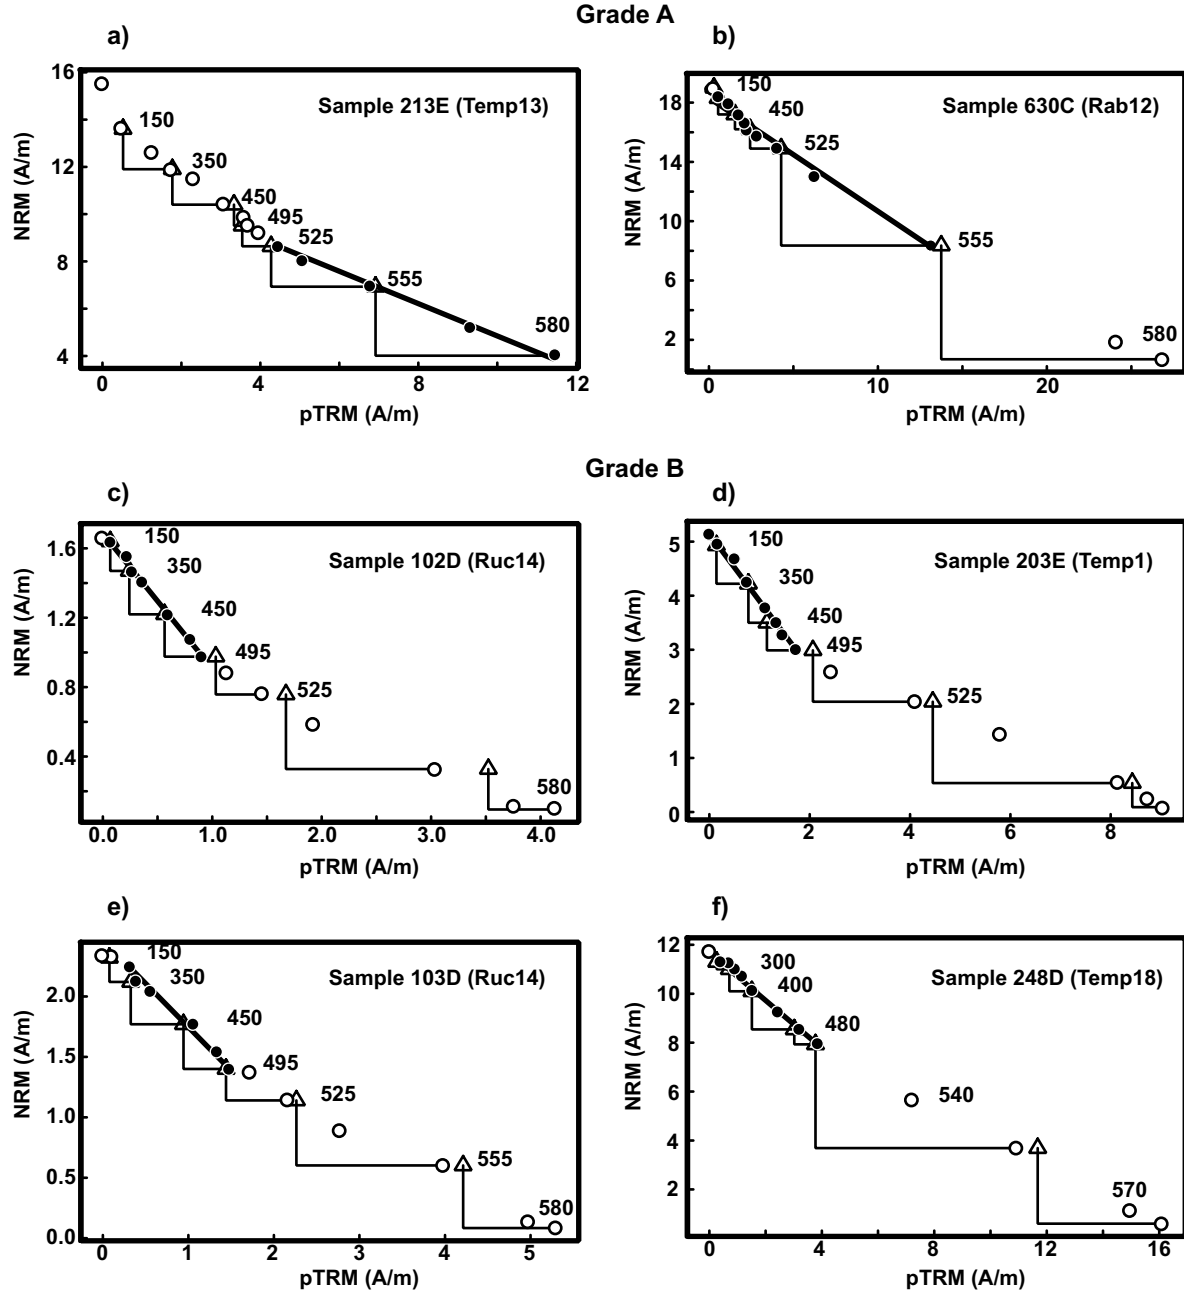 Grade A
a)
b)
Sample 213E (Temp13)
16
12
8
4
NRM (A/m)
150
350
450
495
525
555
580
0 4 8 12
pTRM (A/m)
Sample 630C (Rab12)
18
14
10
6
2
NRM (A/m)
150
450
525
555
580
0 10 20
pTRM (A/m)
Grade B
c)
d)
Sample 102D (Ruc14)
1.6
1.2
0.8
0.4
NRM (A/m)
150
350
450
495
525
580
0.0 1.0 2.0 3.0 4.0
pTRM (A/m)
Sample 203E (Temp1)
5
4
3
2
1
0
NRM (A/m)
150
350
450
495
525
0 2 4 6 8
pTRM (A/m)
e)
f)
Sample 103D (Ruc14)
2.0
1.5
1.0
0.5
0.0
NRM (A/m)
150
350
450
495
525
555
580
0 1 2 3 4 5
pTRM (A/m)
Sample 248D (Temp18)
12
10
8
6
4
2
NRM (A/m)
300
400
480
540
570
0 4 8 12 16
pTRM (A/m)